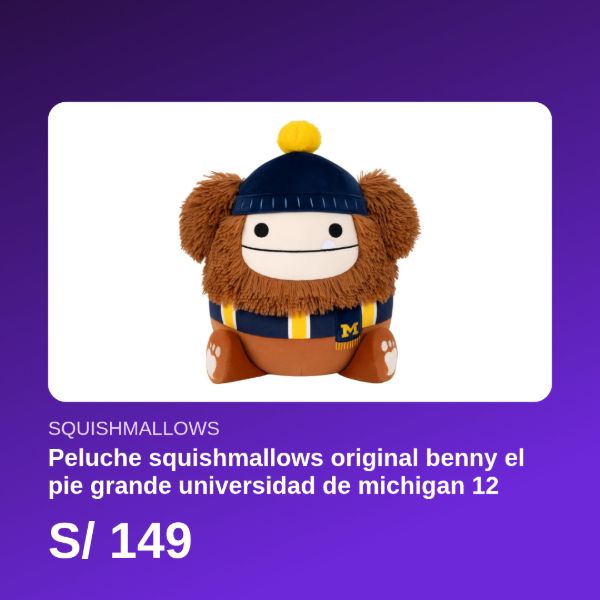 M
SQUISHMALLOWS
Peluche squishmallows original benny el
pie grande universidad de michigan 12
S/ 149